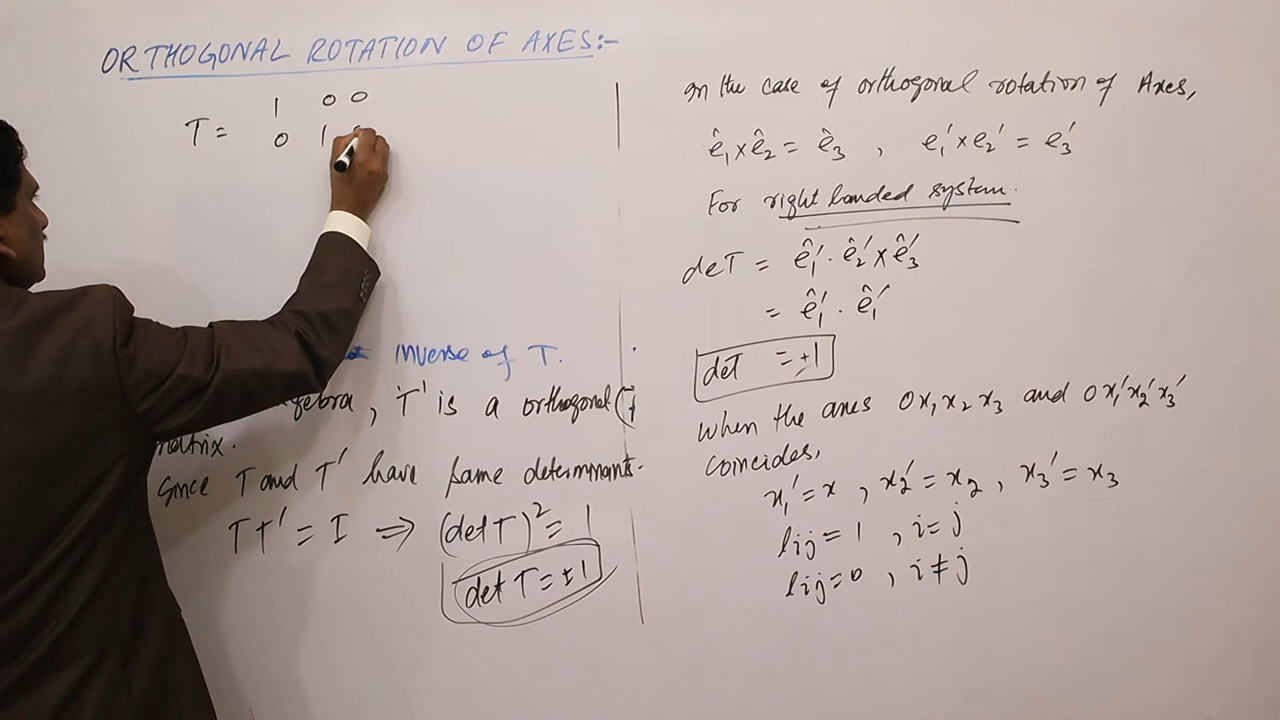 ORTHOGONAL ROTATION OF AXES:-
1 0 0
T = 0 1
inverse of T.
, T' is a orthogonal (T
matrix.
Since T and T' have same determinants.
TT' = I ⇒ (det T)² = 1
det T = ±1
In the case of orthogonal rotation of Axes,
ê₁ × ê₂ = ê₃ , e₁' × e₂' = e₃'
For right handed system.
deT = ê₁' · ê₂' × ê₃'
= ê₁' · ê₁'
deT = +1
when the axes Ox₁x₂x₃ and Ox₁'x₂'x₃'
coincides,
x₁' = x , x₂' = x₂ , x₃' = x₃
lij = 1 , i = j
lij = 0 , i ≠ j